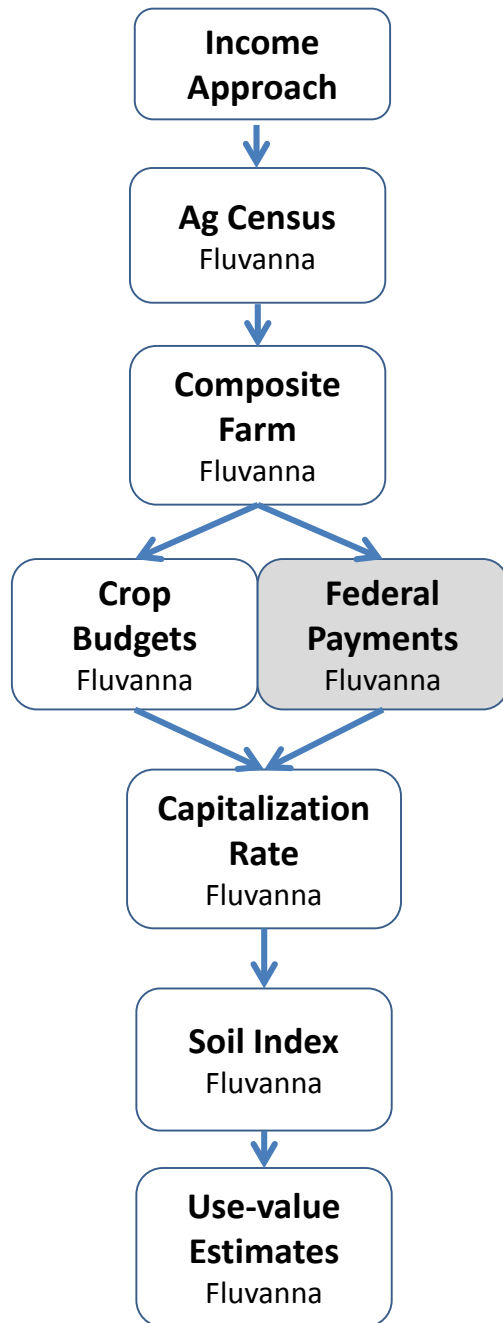 Income
Approach
Ag Census
Fluvanna
Composite
Farm
Fluvanna
Crop
Budgets
Fluvanna
Federal
Payments
Fluvanna
Capitalization
Rate
Fluvanna
Soil Index
Fluvanna
Use-value
Estimates
Fluvanna